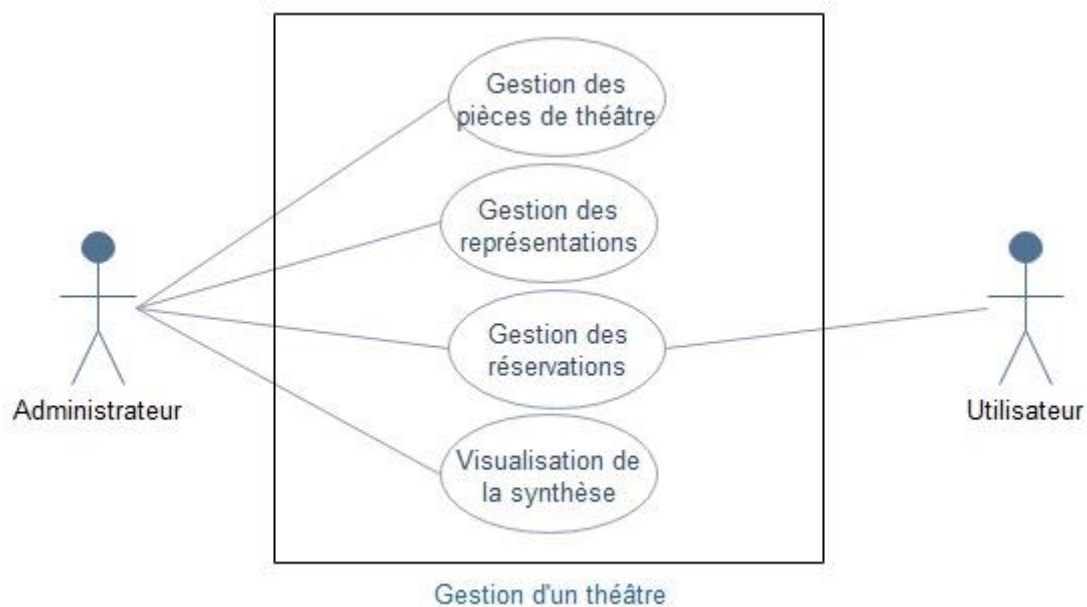 Gestion des
pièces de théâtre
Gestion des
représentations
Gestion des
réservations
Administrateur
Utilisateur
Visualisation de
la synthèse
Gestion d'un théâtre